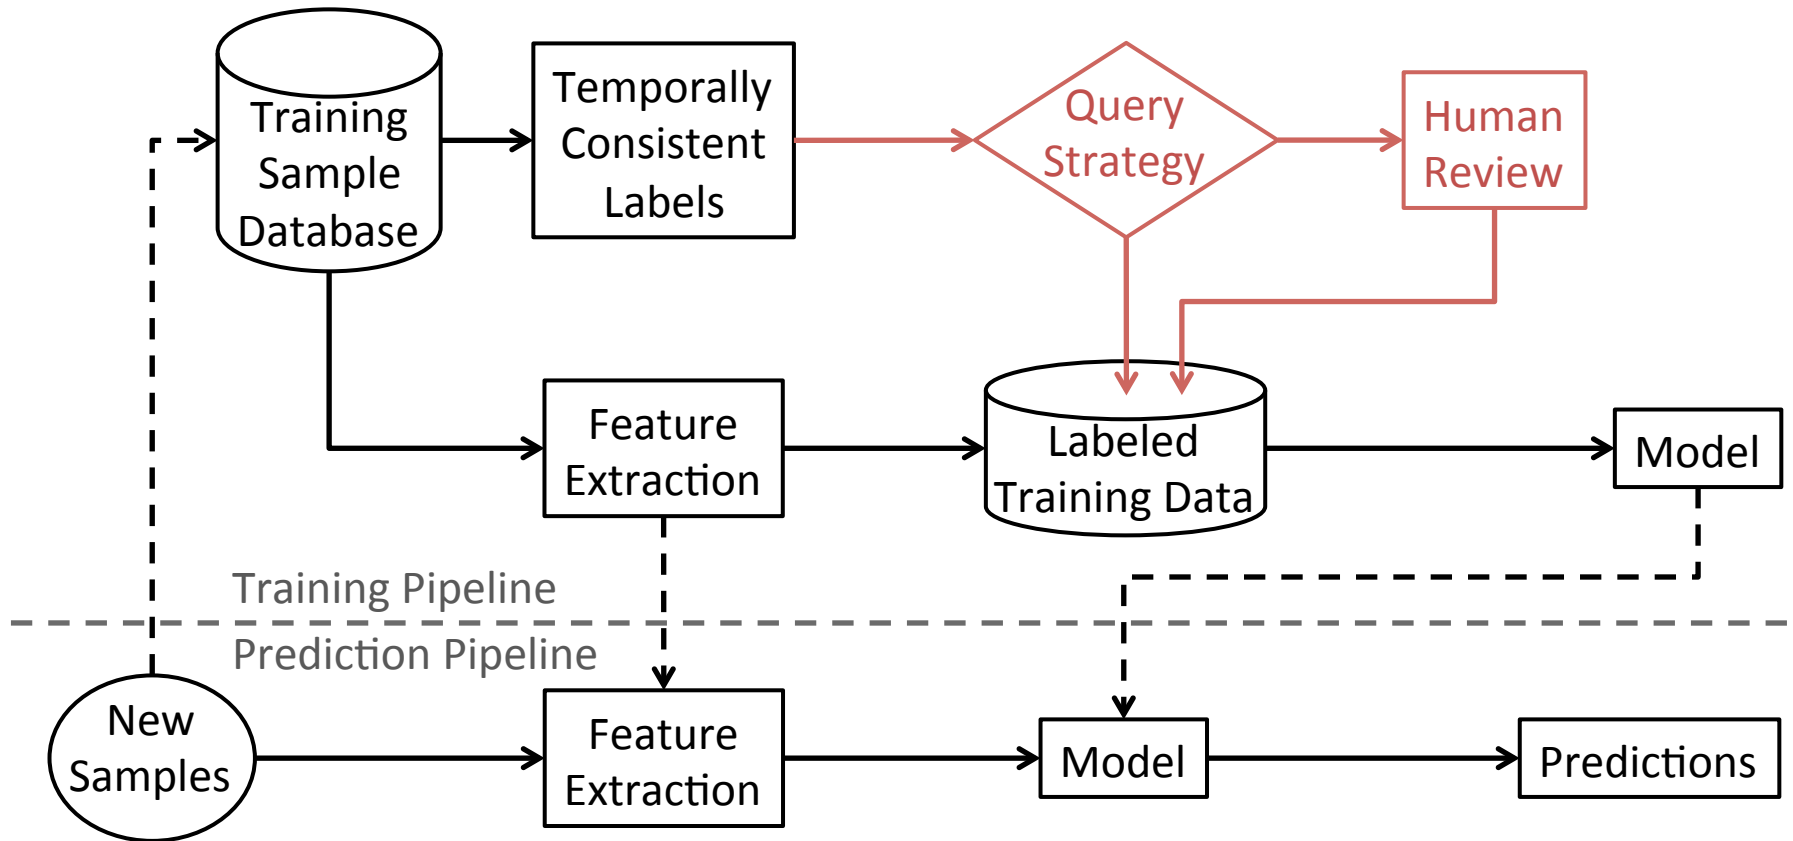 Training
Sample
Database
Temporally
Consistent
Labels
Query
Strategy
Human
Review
Feature
Extraction
Labeled
Training Data
Model
Training Pipeline
Prediction Pipeline
New
Samples
Feature
Extraction
Model
Predictions